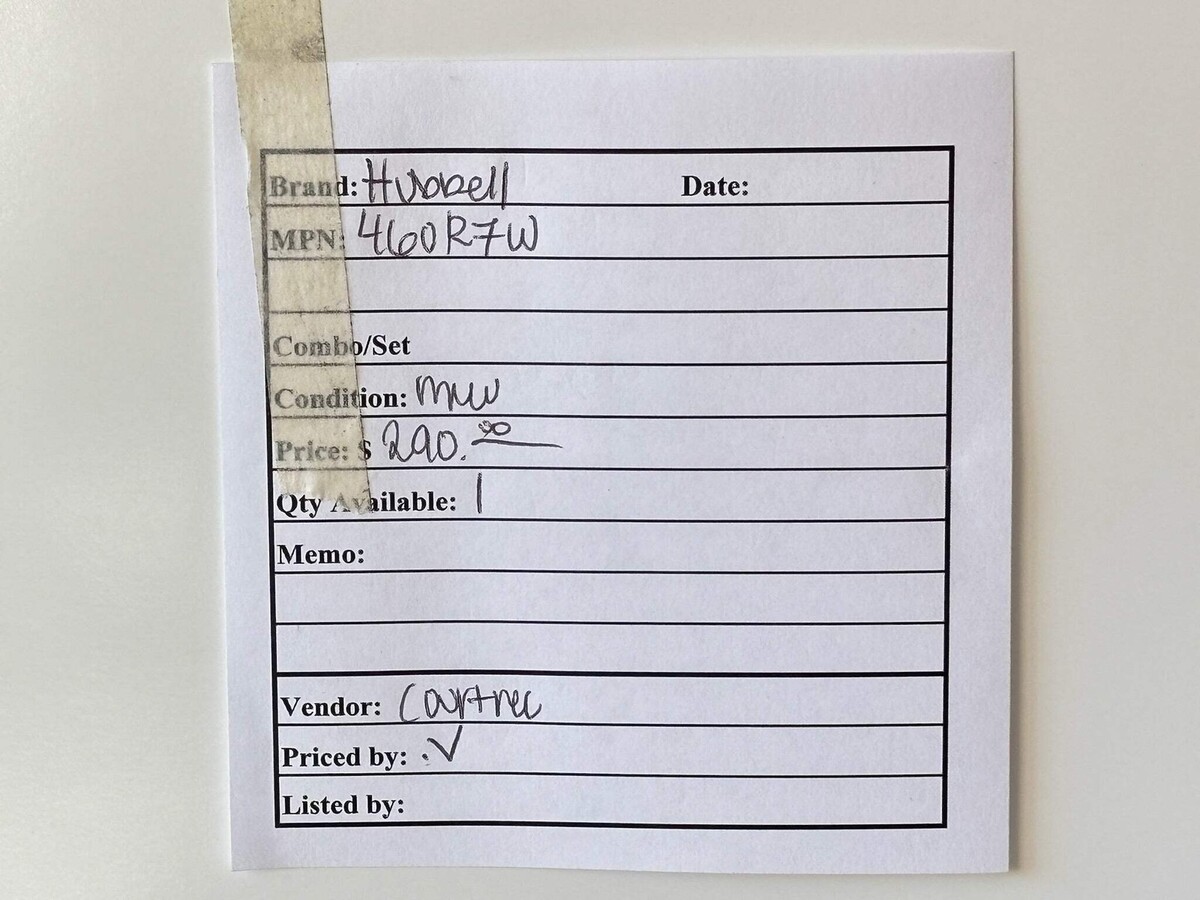 Brand: Hubbell Date:
MPN: 460R7W
Combo/Set
Condition: new
Price: $ 290.00
Qty Available: 1
Memo:
Vendor:
Priced by: ✓
Listed by: